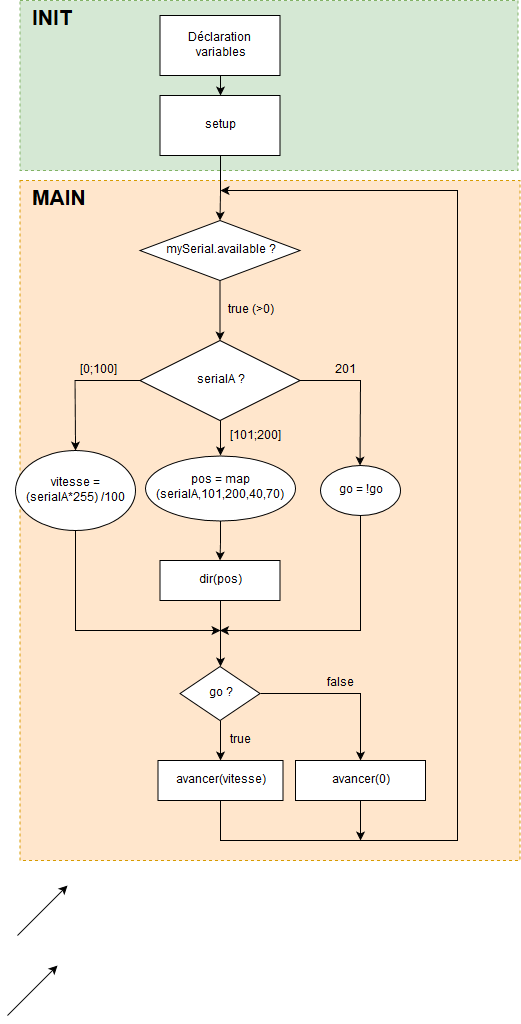 INIT
Déclaration
variables
setup
MAIN
mySerial.available ?
true (>0)
[0;100]
serialA ?
201
[101;200]
vitesse =
(serialA*255) /100
pos = map
(serialA,101,200,40,70)
go = !go
dir(pos)
go ?
false
true
avancer(vitesse)
avancer(0)